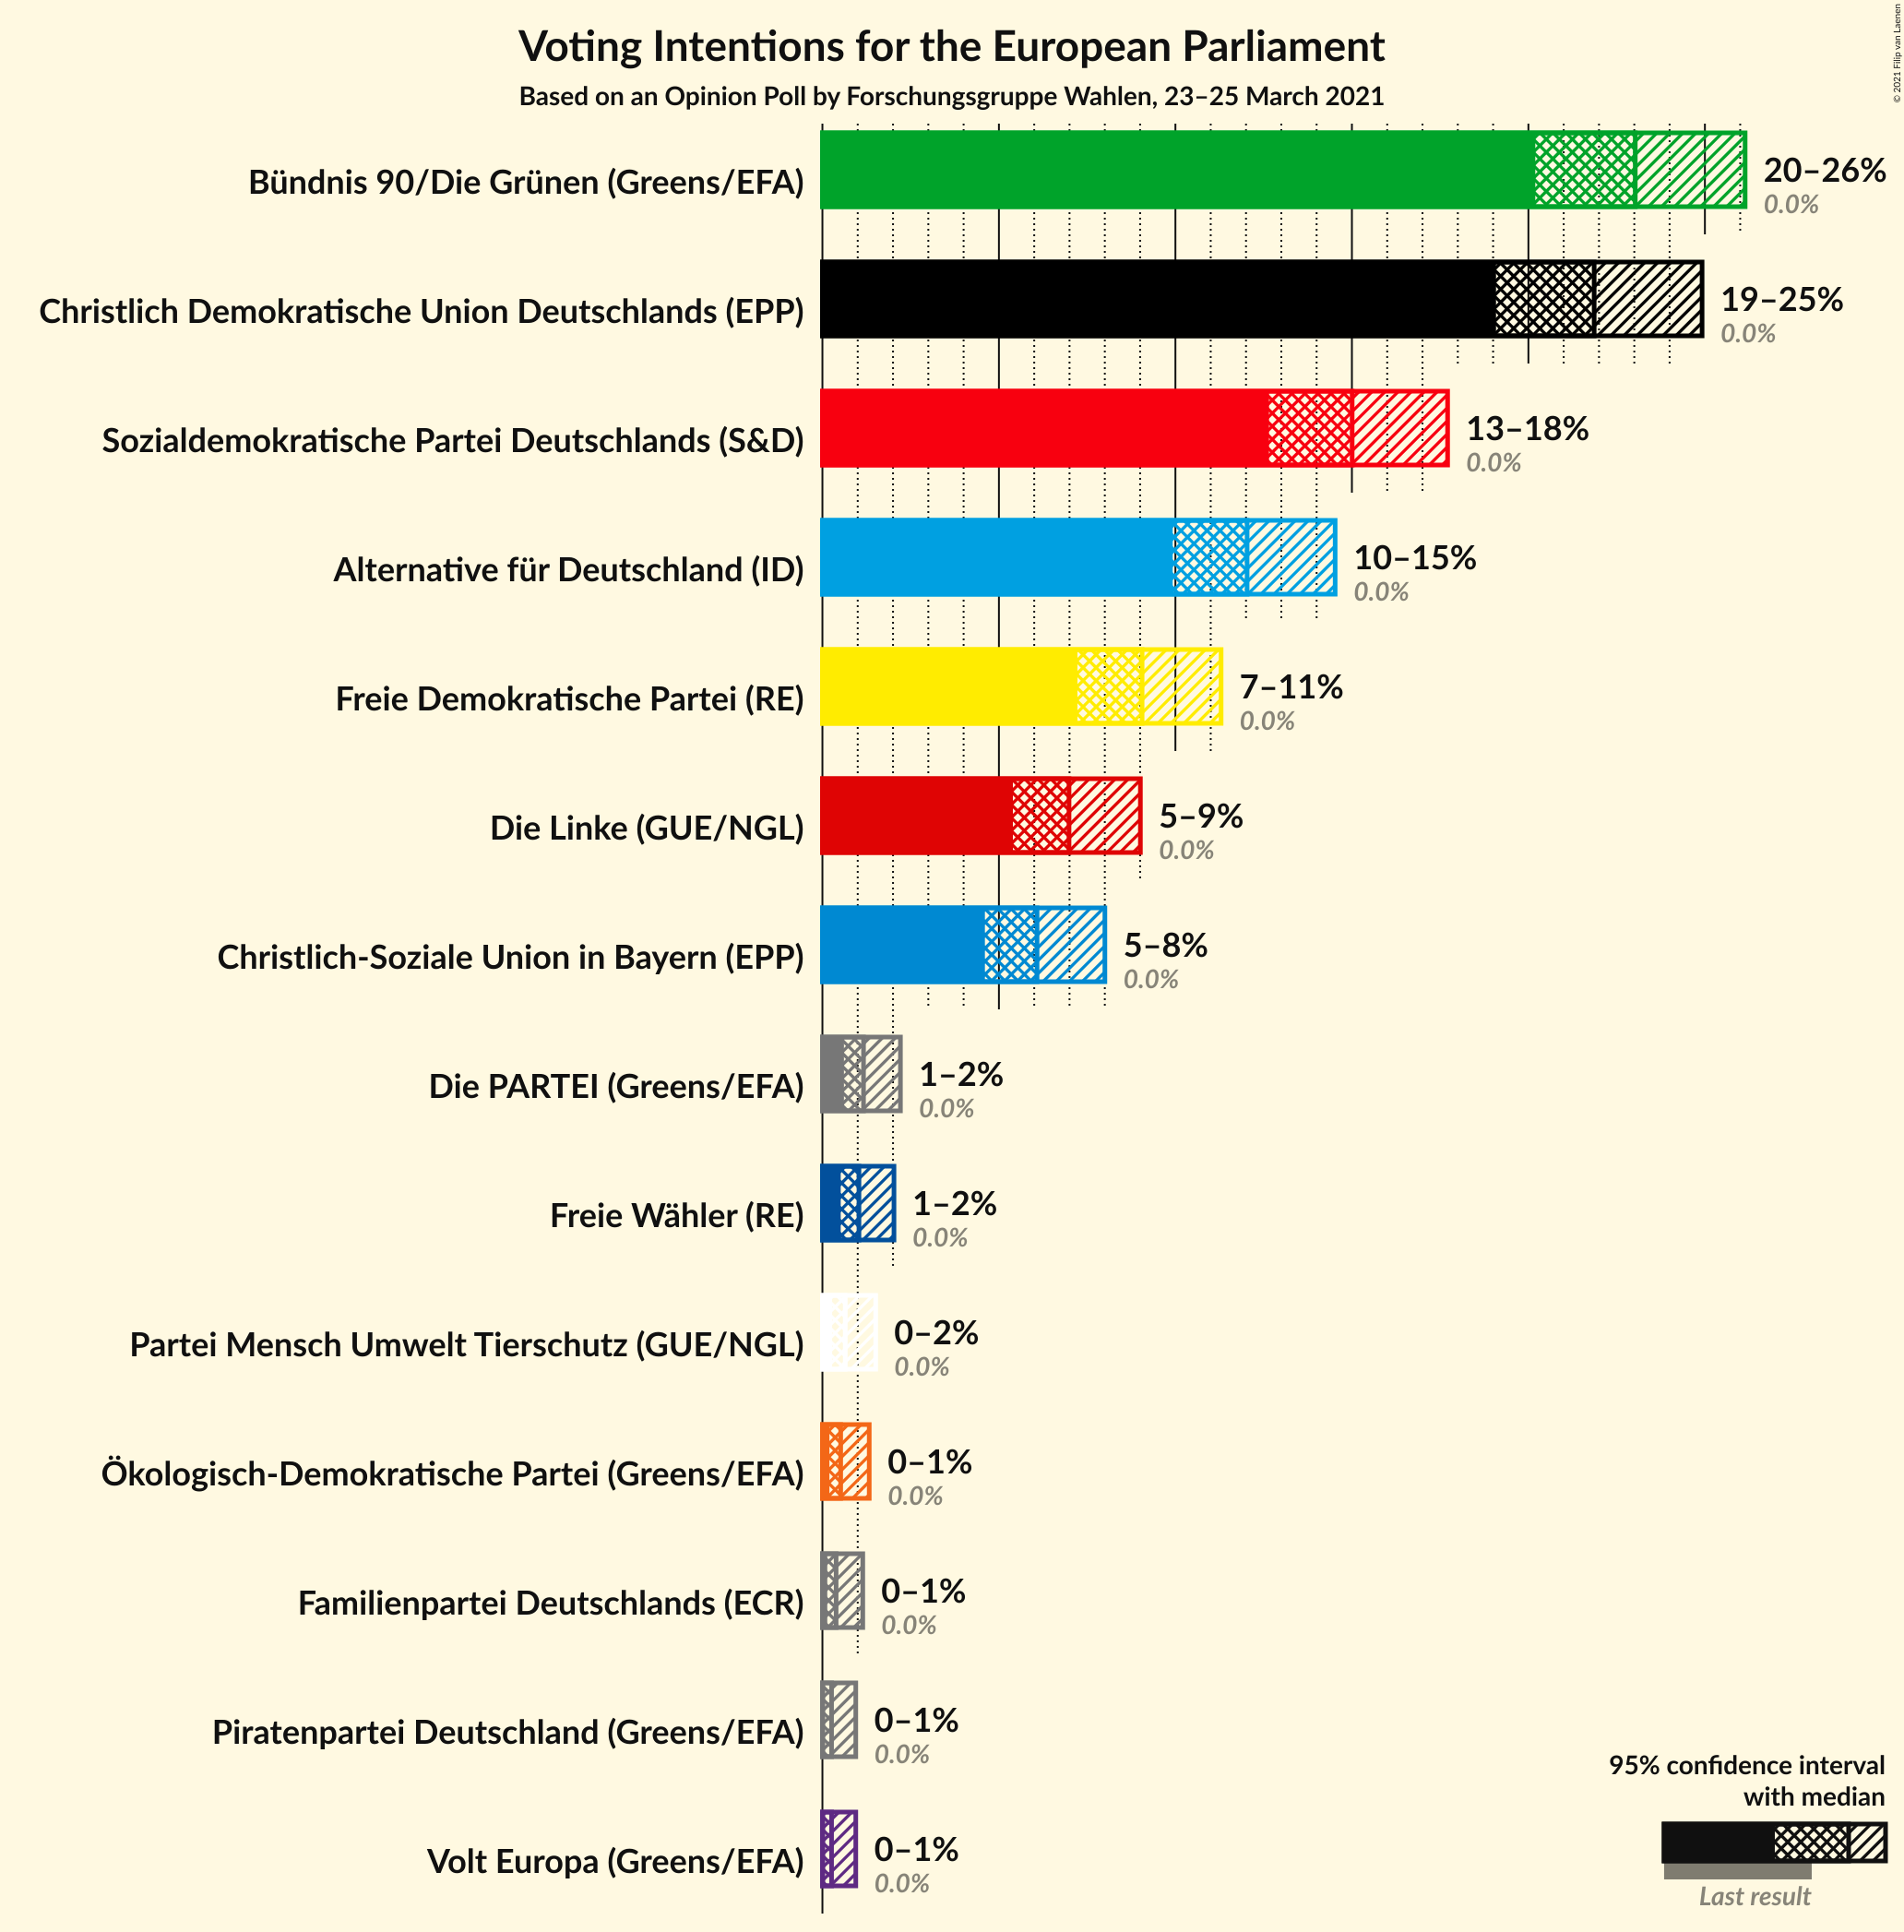 Voting Intentions for the European Parliament
Based on an Opinion Poll by Forschungsgruppe Wahlen, 23–25 March 2021
© 2021 Filip van Laenen
Bündnis 90/Die Grünen (Greens/EFA)
20–26%
0.0%
Christlich Demokratische Union Deutschlands (EPP)
19–25%
0.0%
Sozialdemokratische Partei Deutschlands (S&D)
13–18%
0.0%
Alternative für Deutschland (ID)
10–15%
0.0%
Freie Demokratische Partei (RE)
7–11%
0.0%
Die Linke (GUE/NGL)
5–9%
0.0%
Christlich-Soziale Union in Bayern (EPP)
5–8%
0.0%
Die PARTEI (Greens/EFA)
1–2%
0.0%
Freie Wähler (RE)
1–2%
0.0%
Partei Mensch Umwelt Tierschutz (GUE/NGL)
0–2%
0.0%
Ökologisch-Demokratische Partei (Greens/EFA)
0–1%
0.0%
Familienpartei Deutschlands (ECR)
0–1%
0.0%
Piratenpartei Deutschland (Greens/EFA)
0–1%
0.0%
Volt Europa (Greens/EFA)
0–1%
0.0%
95% confidence interval
with median
Last result